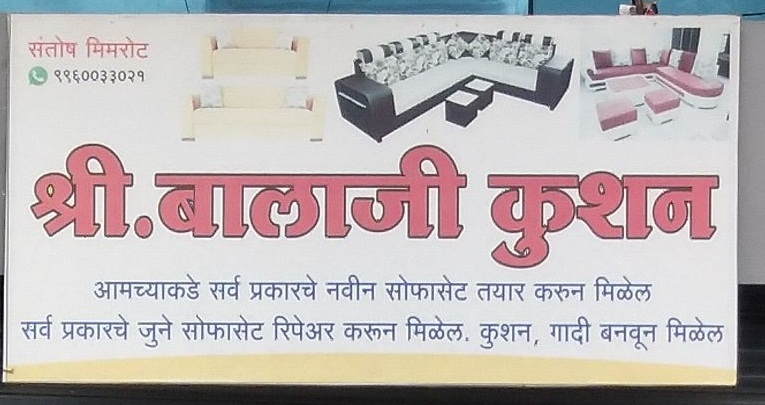 संतोष मिमरोट
९९६००३३०२१
श्री.बालाजी कुशन
आमच्याकडे सर्व प्रकारचे नवीन सोफासेट तयार करुन मिळेल
सर्व प्रकारचे जुने सोफासेट रिपेअर करून मिळेल. कुशन, गादी बनवून मिळेल